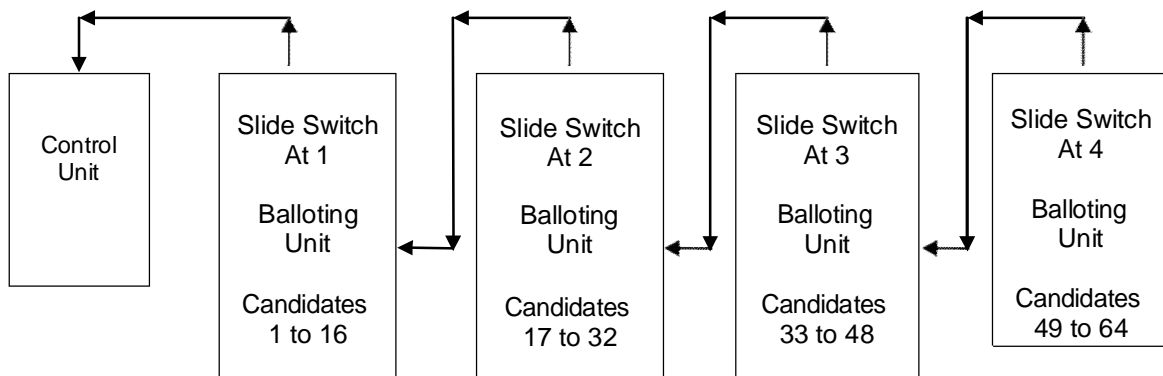 Control
Unit
Slide Switch
At 1
Balloting
Unit
Candidates
1 to 16
Slide Switch
At 2
Balloting
Unit
Candidates
17 to 32
Slide Switch
At 3
Balloting
Unit
Candidates
33 to 48
Slide Switch
At 4
Balloting
Unit
Candidates
49 to 64